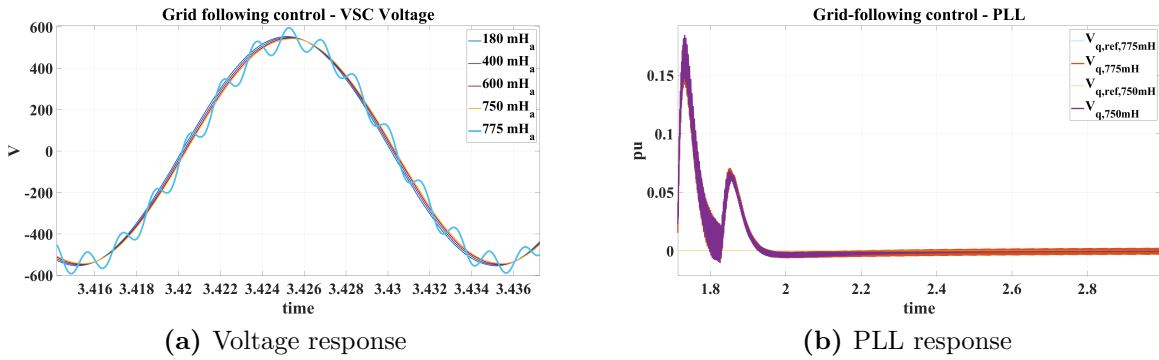 Grid following control - VSC Voltage
600
400
200
0
-200
-400
-600
V
180 mH_a
400 mH_a
600 mH_a
750 mH_a
775 mH_a
3.416 3.418 3.42 3.422 3.424 3.426 3.428 3.43 3.432 3.434 3.436
time
(a) Voltage response
Grid-following control - PLL
0.15
0.1
0.05
0
pu
V_q,ref,775mH
V_q,775mH
V_q,ref,750mH
V_q,750mH
1.8 2 2.2 2.4 2.6 2.8
time
(b) PLL response